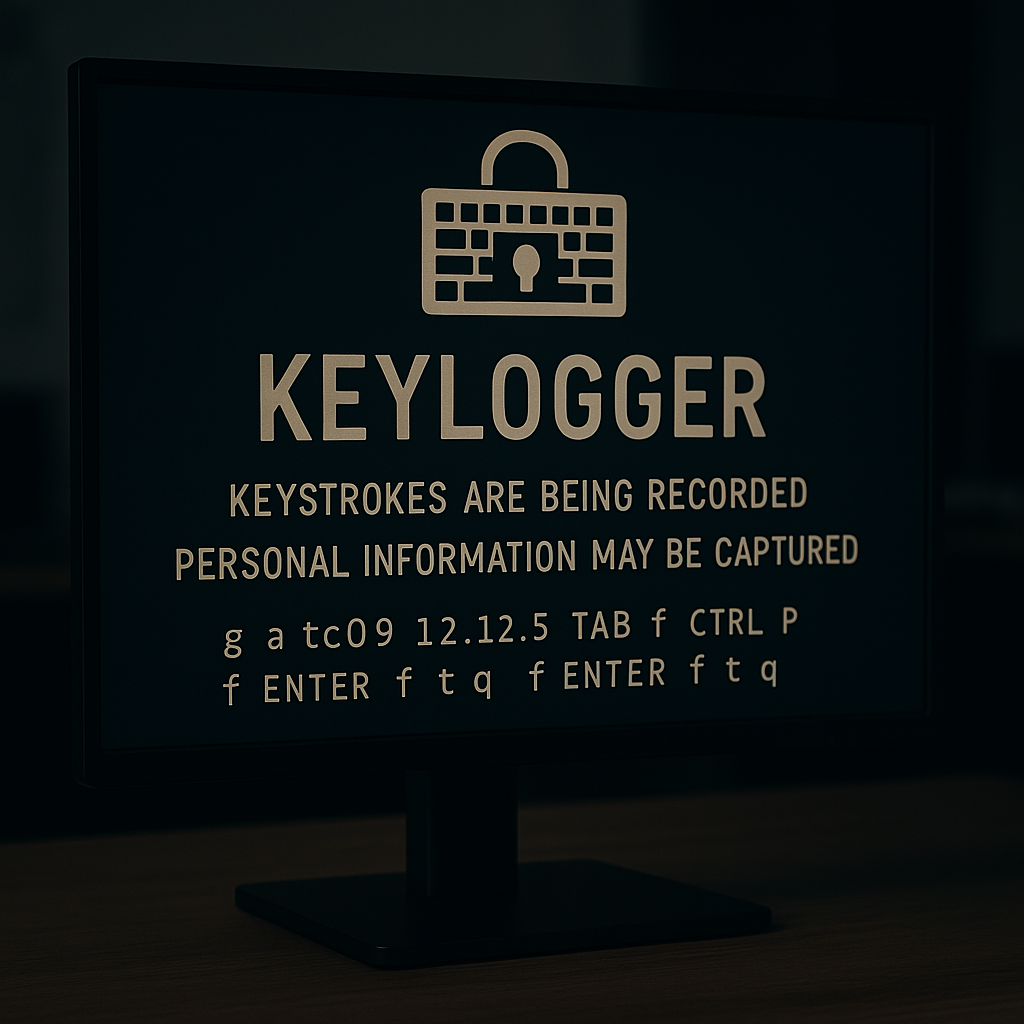 KEYLOGGER
KEYSTROKES ARE BEING RECORDED
PERSONAL INFORMATION MAY BE CAPTURED
g a tc09 12.12.5 TAB f CTRL P
f ENTER f t q f ENTER f t q